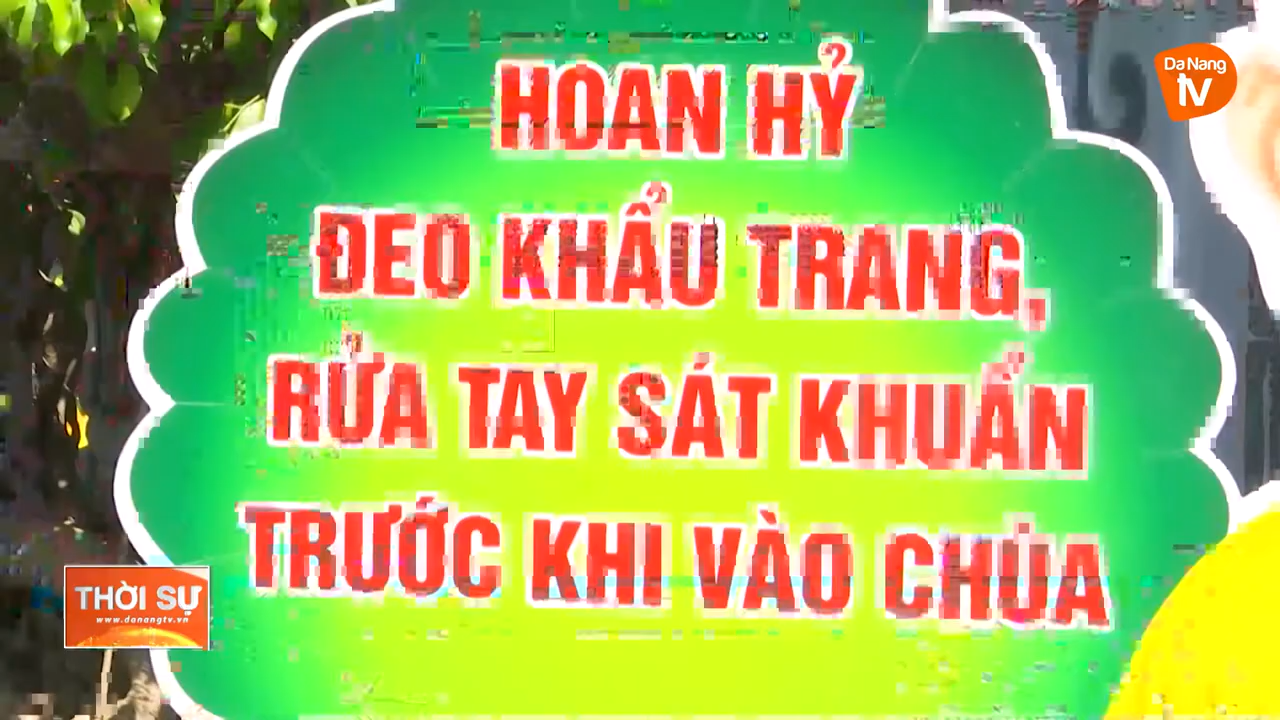 Da Nang
tv
HOAN HỶ
ĐEO KHẨU TRANG,
RỬA TAY SÁT KHUẨN
TRƯỚC KHI VÀO CHÙA
THỜI SỰ
www.danangtv.vn